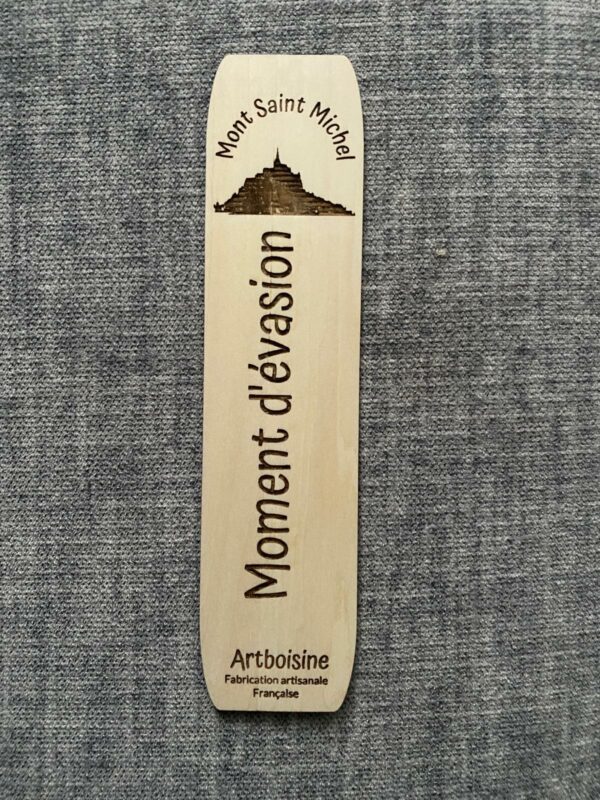 Mont Saint Michel
Moment d'évasion
Artboisine
Fabrication artisanale
Française